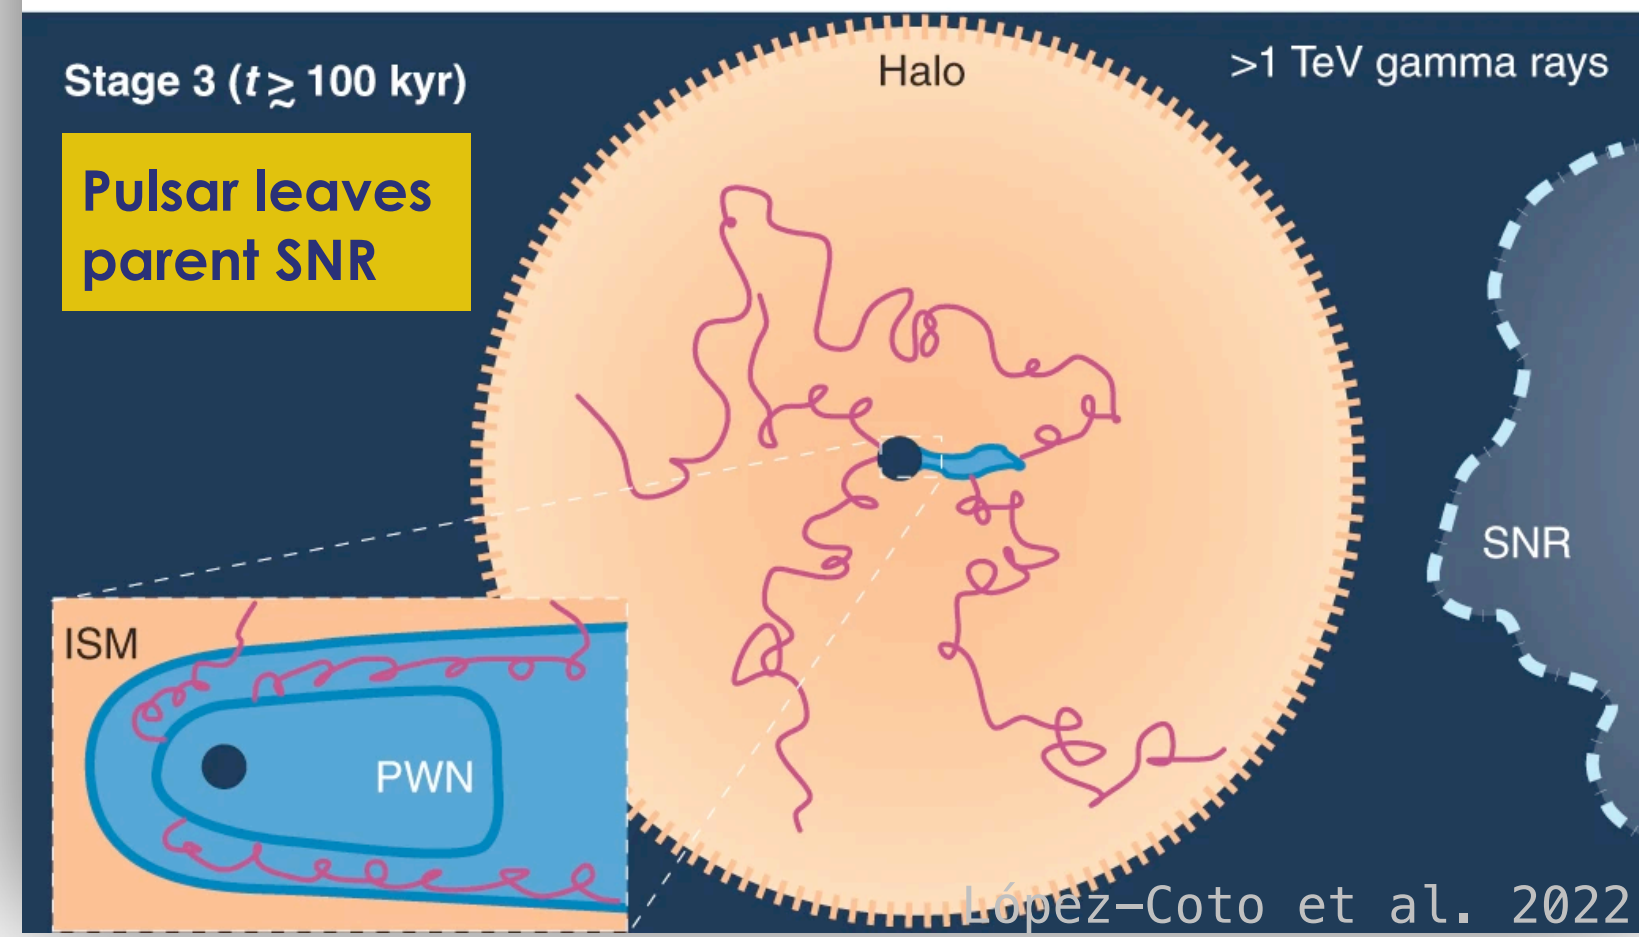 Stage 3 (t ≳ 100 kyr)
Halo
>1 TeV gamma rays
Pulsar leaves
parent SNR
SNR
ISM
PWN
López-Coto et al. 2022